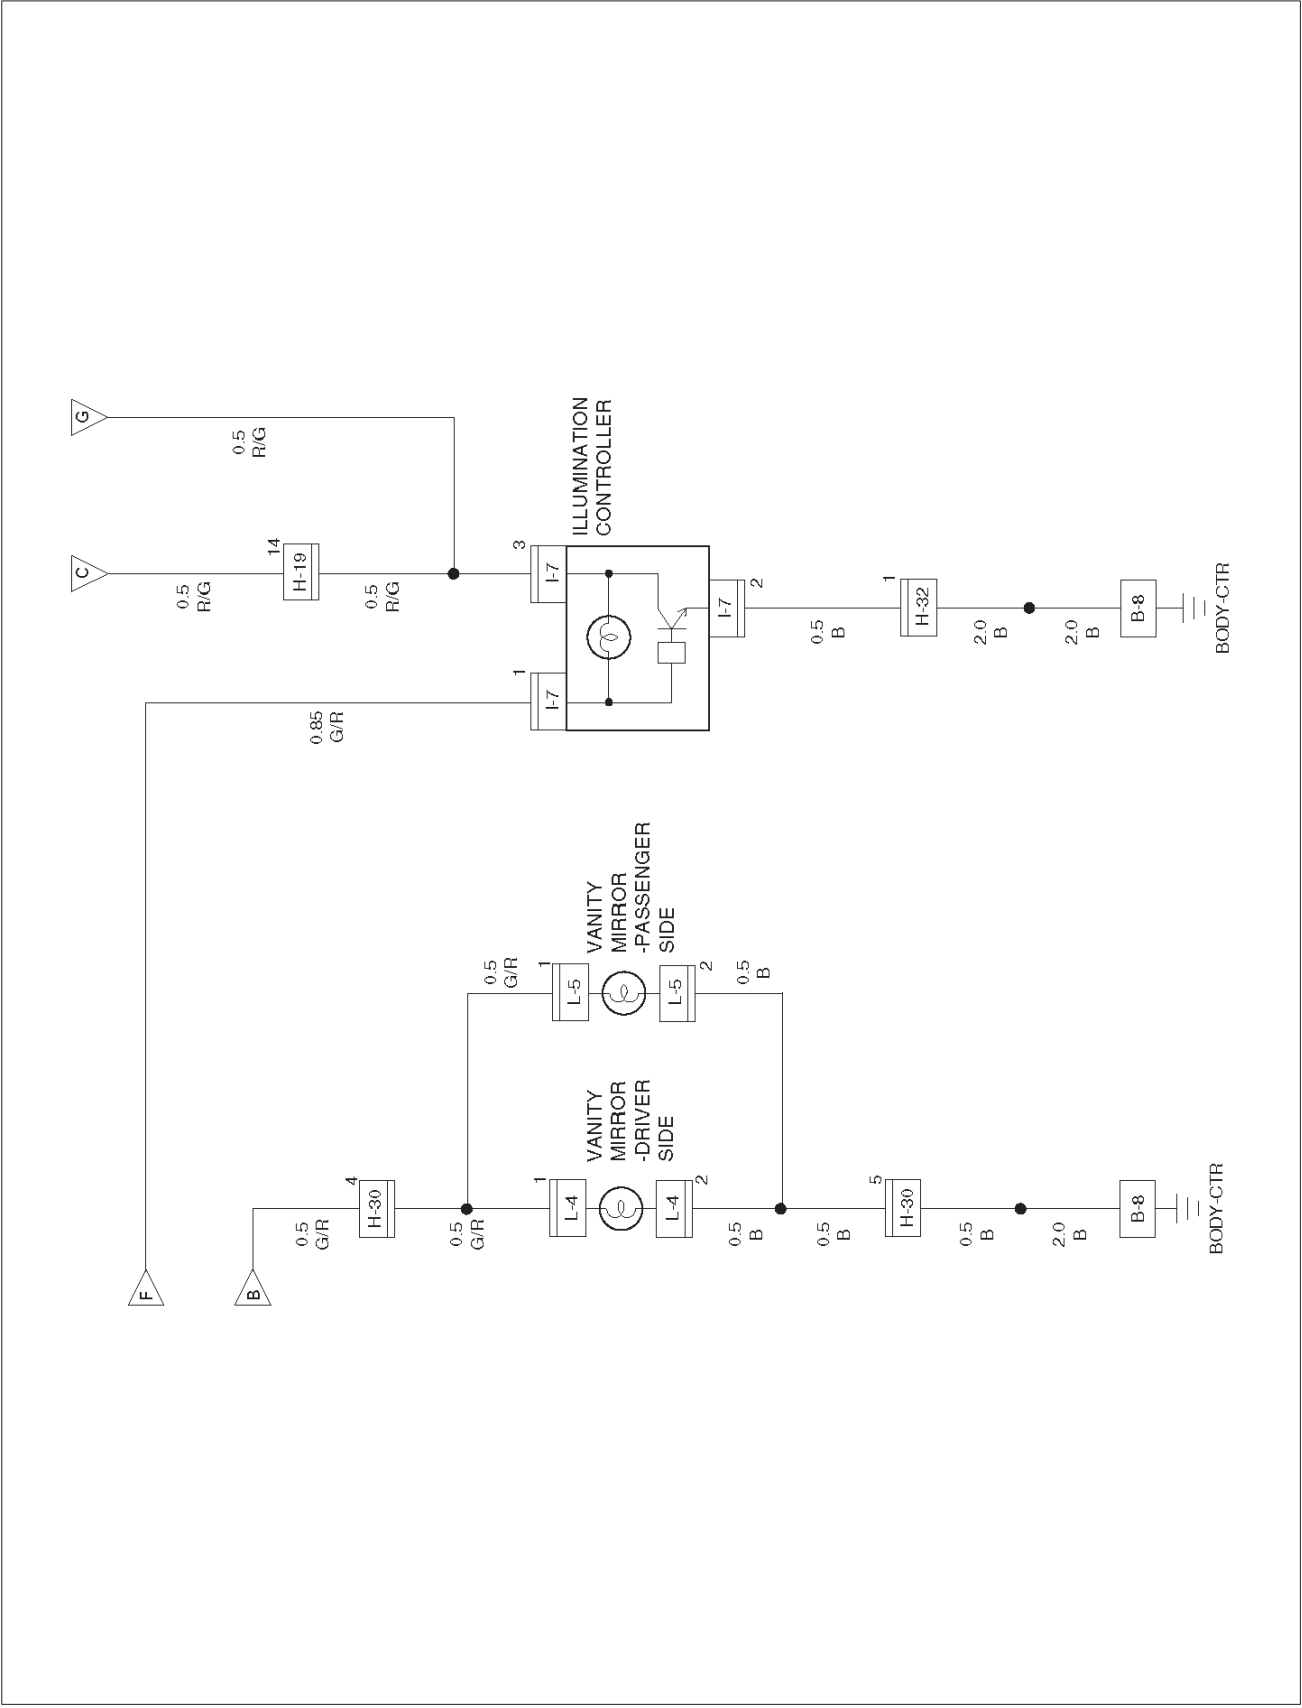 F
B
0.5
G/R
4
H-30
0.5
G/R
1
L-4
VANITY
MIRROR
-DRIVER
SIDE
L-4
2
0.5
B
0.5
B
5
H-30
0.5
B
2.0
B
B-8
BODY-CTR
0.5
G/R
1
L-5
VANITY
MIRROR
-PASSENGER
SIDE
L-5
2
0.5
B
0.85
G/R
1
I-7
C
0.5
R/G
14
H-19
0.5
R/G
G
0.5
R/G
3
I-7
ILLUMINATION
CONTROLLER
I-7
2
0.5
B
1
H-32
2.0
B
2.0
B
B-8
BODY-CTR